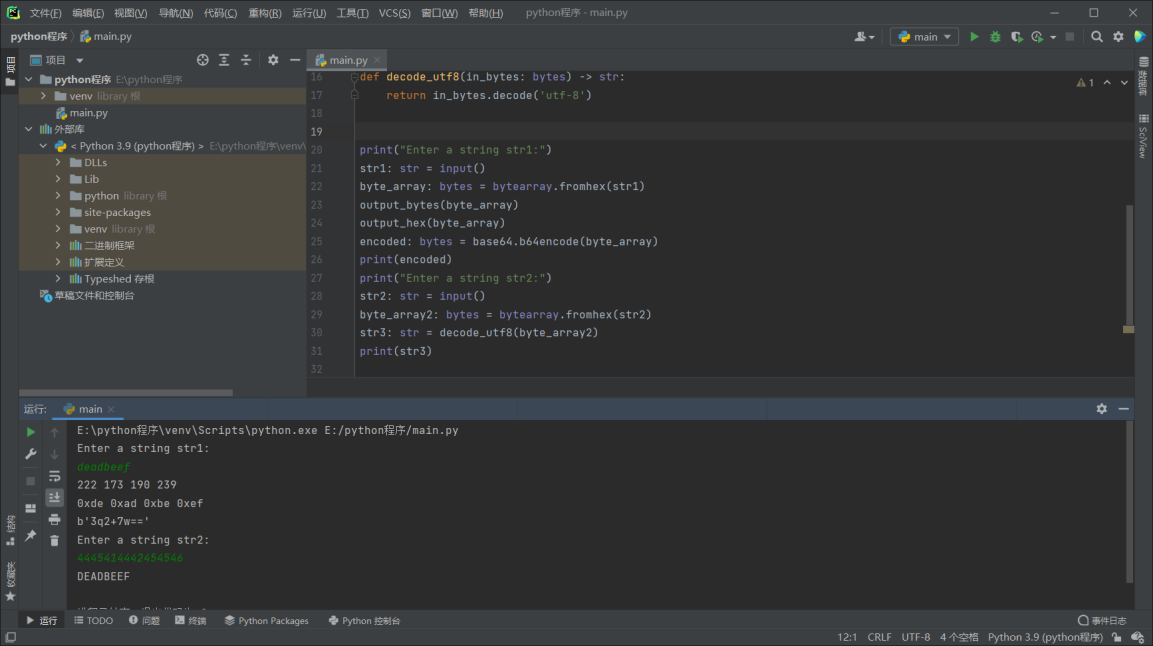 文件(F) 编辑(E) 视图(V) 导航(N) 代码(C) 重构(R) 运行(U) 工具(T) VCS(S) 窗口(W) 帮助(H) python程序 - main.py
python程序 main.py
main
项目
项目
python程序 E:\python程序
venv library 根
main.py
外部库
< Python 3.9 (python程序) > E:\python程序\venv\
DLLs
Lib
python library 根
site-packages
venv library 根
二进制框架
扩展定义
Typeshed 存根
草稿文件和控制台
main.py
1
16 def decode_utf8(in_bytes: bytes) -> str:
17 return in_bytes.decode('utf-8')
18
19
20 print("Enter a string str1:")
21 str1: str = input()
22 byte_array: bytes = bytearray.fromhex(str1)
23 output_bytes(byte_array)
24 output_hex(byte_array)
25 encoded: bytes = base64.b64encode(byte_array)
26 print(encoded)
27 print("Enter a string str2:")
28 str2: str = input()
29 byte_array2: bytes = bytearray.fromhex(str2)
30 str3: str = decode_utf8(byte_array2)
31 print(str3)
32
数据库
SciView
运行: main
E:\python程序\venv\Scripts\python.exe E:/python程序/main.py
Enter a string str1:
deadbeef
222 173 190 239
0xde 0xad 0xbe 0xef
b'3q2+7w=='
Enter a string str2:
4445414442454546
DEADBEEF
结构
收藏夹
运行 TODO 问题 终端 Python Packages Python 控制台 事件日志
12:1 CRLF UTF-8 4 个空格 Python 3.9 (python程序)